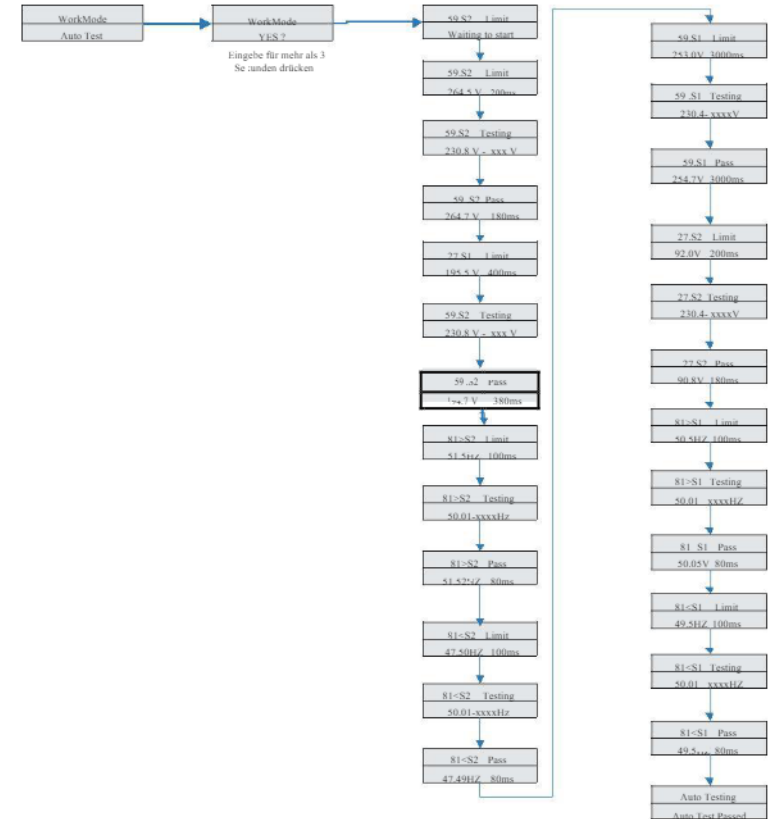 WorkMode
Auto Test
WorkMode
YES ?
Eingebe für mehr als 3
Se unden drücken
59.S2 Limit
Waiting to start
59.S2 Limit
264.5 V 200ms
59.S2 Testing
230.8 V - xxx V
59 .S2 Pass
264.7 V 180ms
27.S1 Limit
195.5 V 400ms
59.S2 Testing
230.8 V - xxx V
59 Pass
380ms
81>S2 Limit
51.5HZ 100ms
81>S2 Testing
50.01-xxxxHz
81>S2 Pass
80ms
81<S2 Limit
47.50HZ 100ms
81<S2 Testing
50.01-xxxxHz
81<S2 Pass
47.49HZ 80ms
59.S1 Limit
253.0V 3000ms
59 .S1 Testing
230.4- xxxxV
59.S1 Pass
254.7V 3000ms
27.S2 Limit
92.0V 200ms
27.S2 Testing
230.4- xxxxV
27.S2 Pass
90.8V 180ms
81>S1 Limit
50.5HZ 100ms
81>S1 Testing
50.01 xxxxHZ
81 S1 Pass
50.05V 80ms
81<S1 Limit
49.5HZ 100ms
81<S1 Testing
50.01 xxxxHZ
81<S1 Pass
80ms
Auto Testing
Auto Test Passed